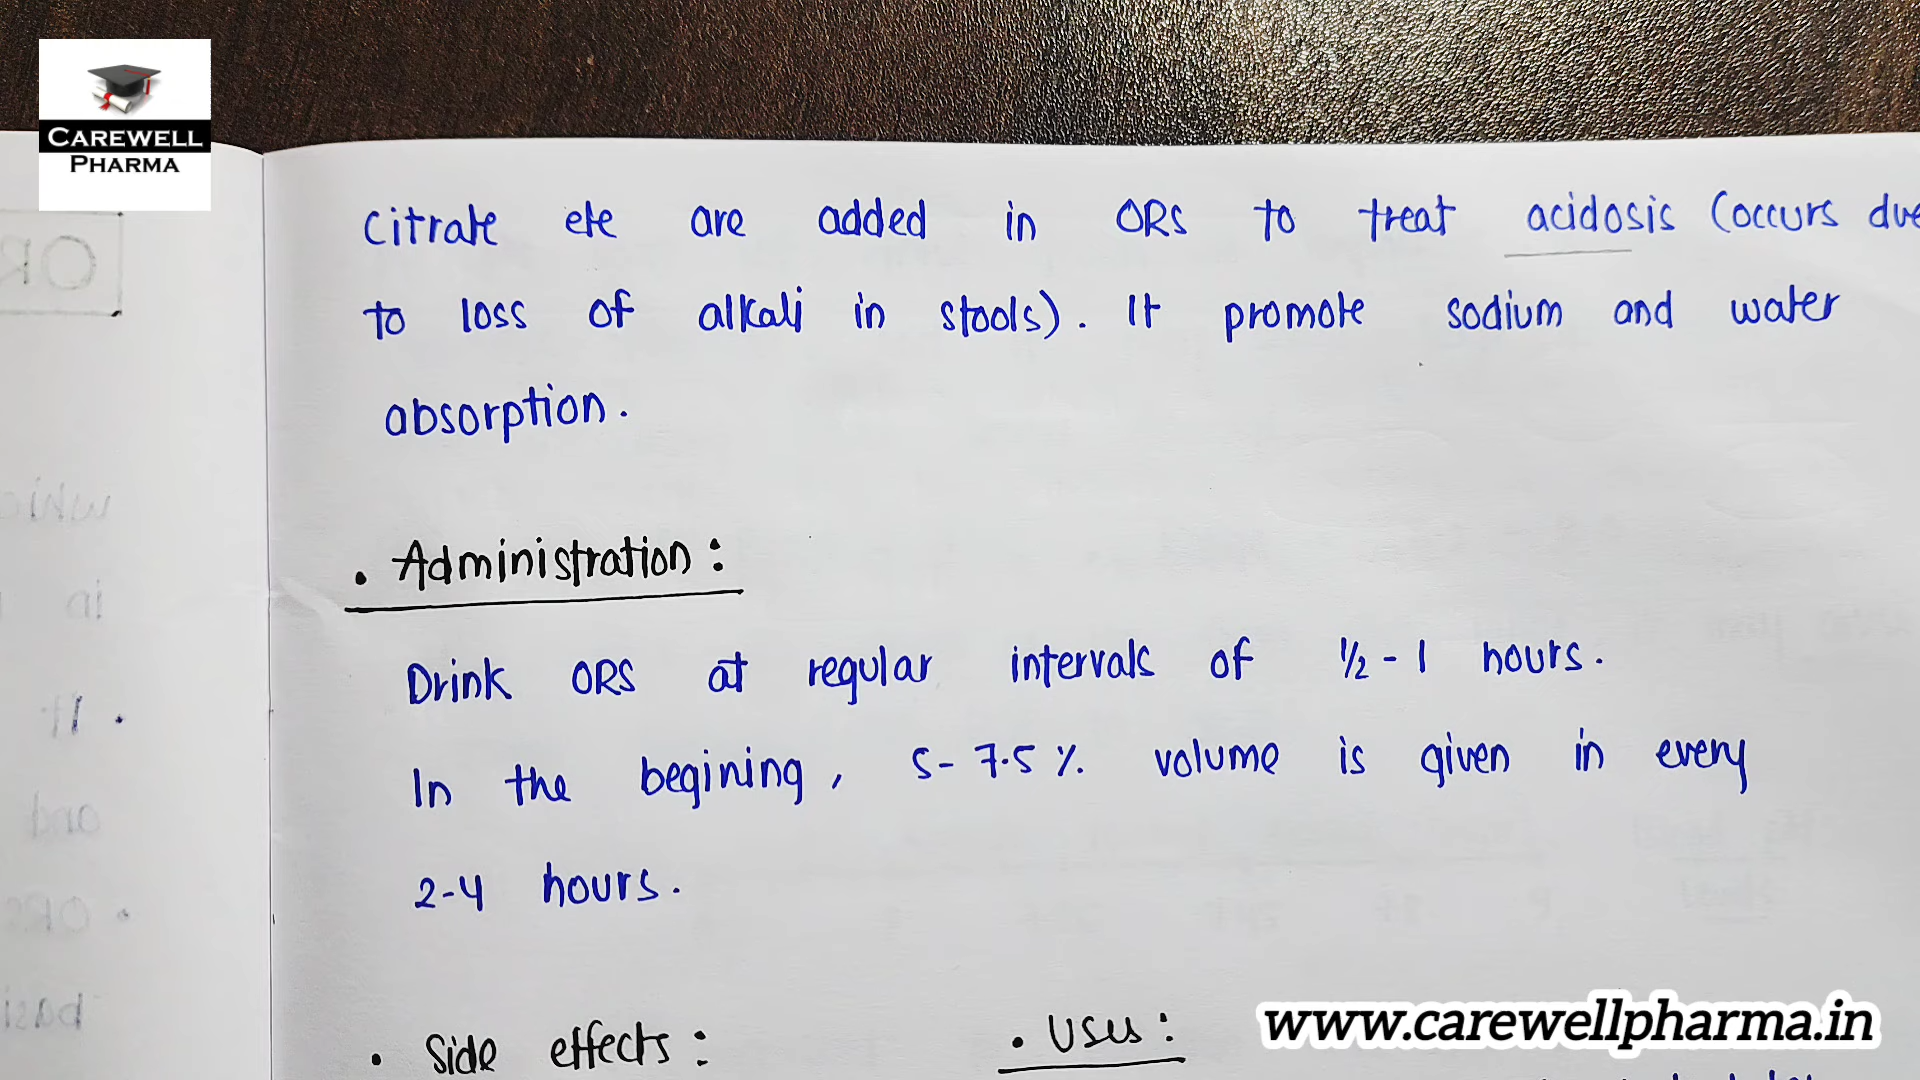 CAREWELL
PHARMA
citrate etc are added in ORS to treat acidosis (occurs due
to loss of alkali in stools). It promote sodium and water
absorption.
• Administration:
Drink ORS at regular intervals of 1/2 - 1 hours.
In the begining, 5-7.5% volume is given in every
2-4 hours.
• Side effects:
• Uses:
www.carewellpharma.in